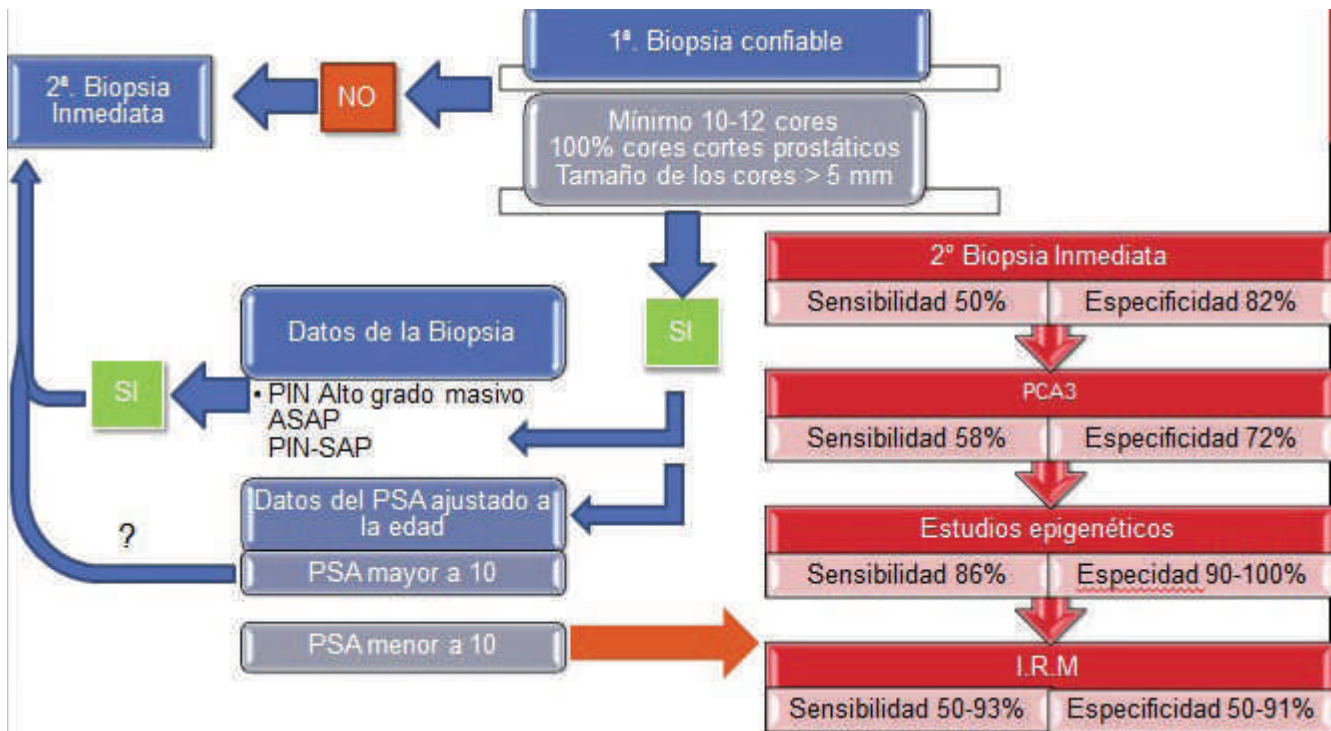 1ª. Biopsia confiable
2ª. Biopsia
Inmediata
NO
Mínimo 10-12 cores
100% cores cortes prostáticos
Tamaño de los cores > 5 mm
SI
Datos de la Biopsia
SI
• PIN Alto grado masivo
ASAP
PIN-SAP
Datos del PSA ajustado a
la edad
?
PSA mayor a 10
PSA menor a 10
2° Biopsia Inmediata
Sensibilidad 50% Especificidad 82%
PCA3
Sensibilidad 58% Especificidad 72%
Estudios epigenéticos
Sensibilidad 86% Especidad 90-100%
I.R.M
Sensibilidad 50-93% Especificidad 50-91%